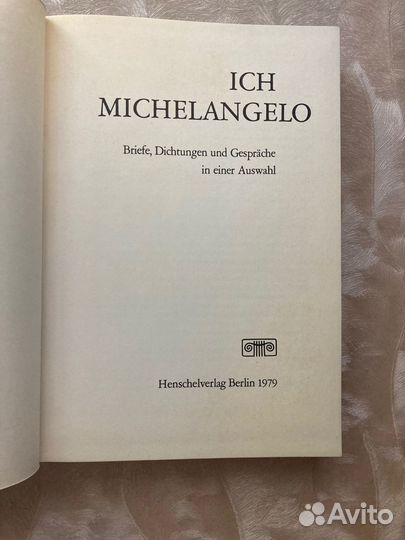 ICH
MICHELANGELO
Briefe, Dichtungen und Gespräche
in einer Auswahl
Henschelverlag Berlin 1979
Avito